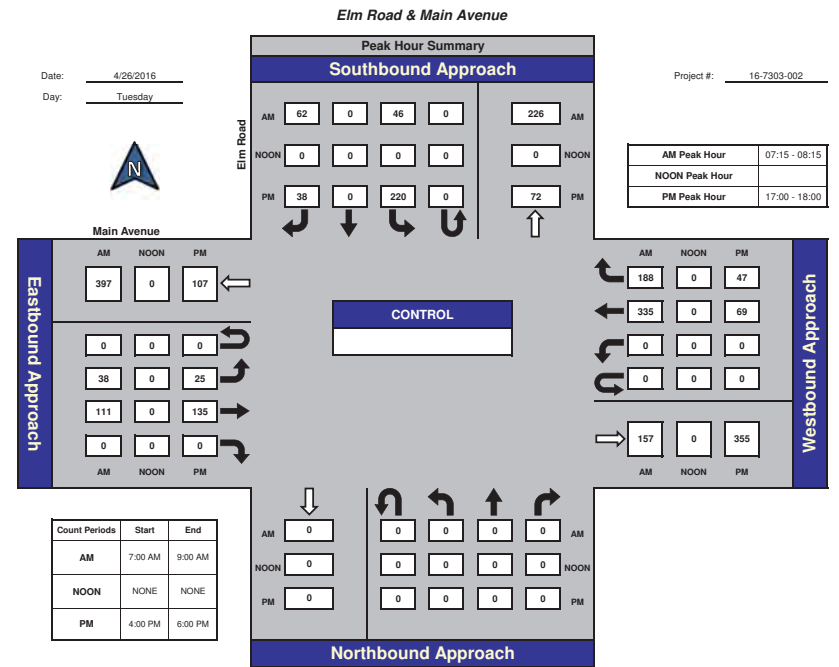 Elm Road & Main Avenue
Peak Hour Summary
Southbound Approach
Date: 4/26/2016
Day: Tuesday
Project #: 16-7303-002
N
Elm Road
AM 62 0 46 0 226 AM
NOON 0 0 0 0 0 NOON
PM 38 0 220 0 72 PM
AM Peak Hour 07:15 - 08:15
NOON Peak Hour
PM Peak Hour 17:00 - 18:00
Main Avenue
Eastbound Approach
AM NOON PM
397 0 107
0 0 0
38 0 25
111 0 135
0 0 0
AM NOON PM
CONTROL
AM NOON PM
188 0 47
335 0 69
0 0 0
0 0 0
157 0 355
AM NOON PM
Westbound Approach
Count Periods Start End
AM 7:00 AM 9:00 AM
NOON NONE NONE
PM 4:00 PM 6:00 PM
AM 0 0 0 0 0 AM
NOON 0 0 0 0 0 NOON
PM 0 0 0 0 0 PM
Northbound Approach